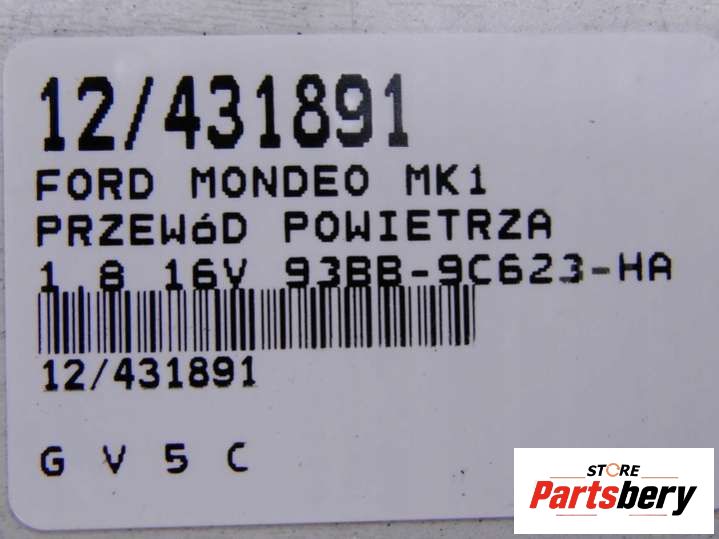 12/431891
FORD MONDEO MK1
PRZEWóD POWIETRZA
1.8 16V 93BB-9C623-HA
12/431891
G V 5 C
STORE
Partsbery